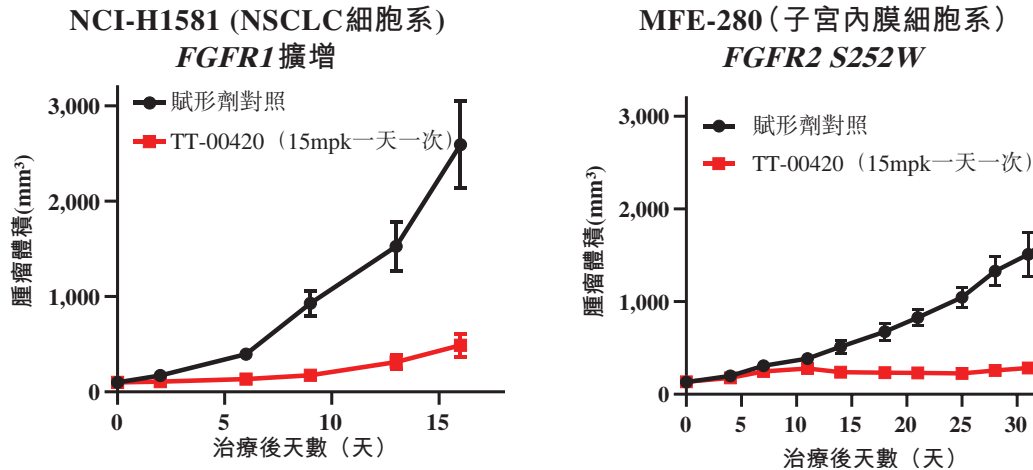 NCI-H1581 (NSCLC細胞系)
FGFR1擴增
3,000
2,000
1,000
0
腫瘤體積(mm³)
賦形劑對照
TT-00420（15mpk一天一次）
0
5
10
15
治療後天數（天）
MFE-280（子宮內膜細胞系）
FGFR2 S252W
3,000
2,000
1,000
0
腫瘤體積(mm³)
賦形劑對照
TT-00420（15mpk一天一次）
0
5
10
15
20
25
30
治療後天數（天）